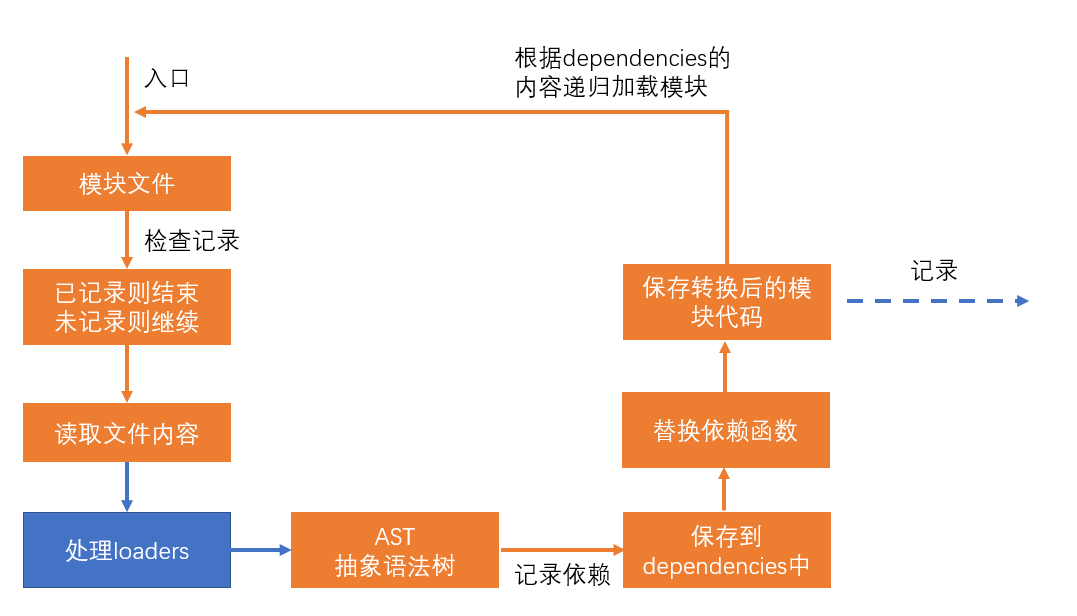 入口
根据dependencies的
内容递归加载模块
模块文件
检查记录
已记录则结束
未记录则继续
读取文件内容
处理loaders
AST
抽象语法树
记录依赖
保存到
dependencies中
替换依赖函数
保存转换后的模
块代码
记录